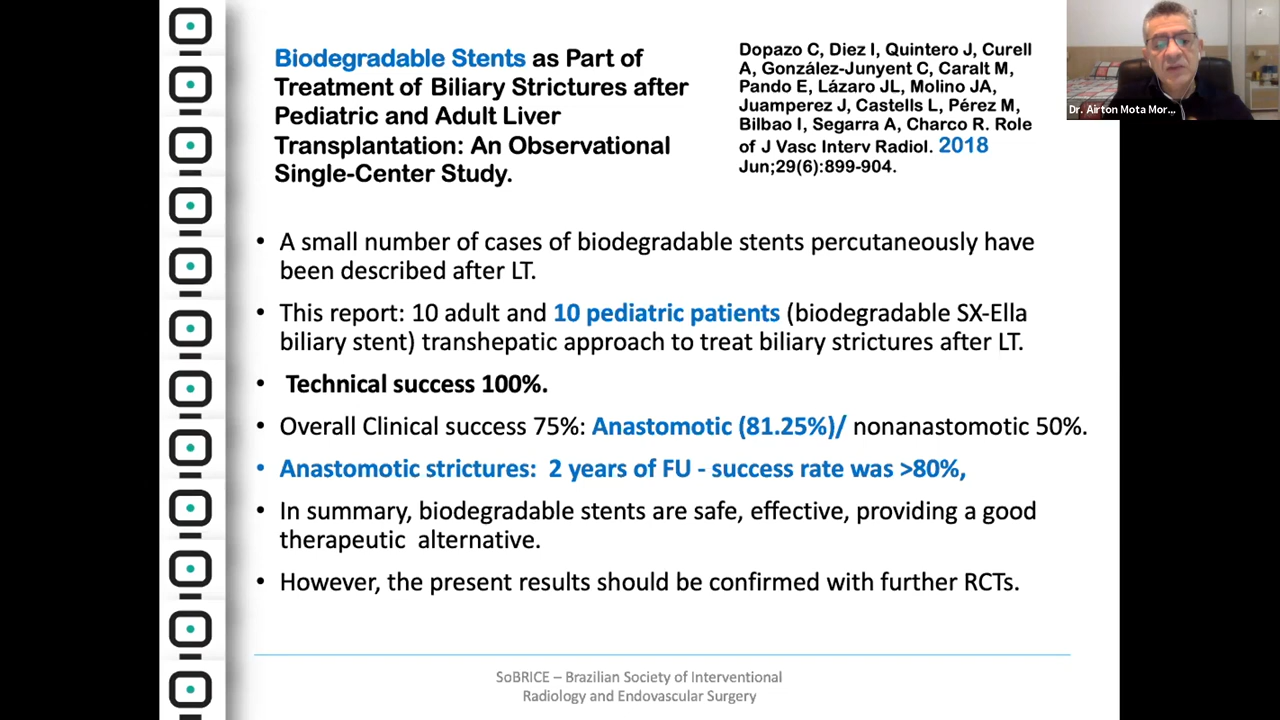 Biodegradable Stents as Part of
Treatment of Biliary Strictures after
Pediatric and Adult Liver
Transplantation: An Observational
Single-Center Study.
Dopazo C, Diez I, Quintero J, Curell
A, González-Junyent C, Caralt M,
Pando E, Lázaro JL, Molino JA,
Juamperez J, Castells L, Pérez M,
Bilbao I, Segarra A, Charco R. Role
of J Vasc Interv Radiol. 2018
Jun;29(6):899-904.
Dr. Airton Mota Mor...
• A small number of cases of biodegradable stents percutaneously have
been described after LT.
• This report: 10 adult and 10 pediatric patients (biodegradable SX-Ella
biliary stent) transhepatic approach to treat biliary strictures after LT.
• Technical success 100%.
• Overall Clinical success 75%: Anastomotic (81.25%)/ nonanastomotic 50%.
• Anastomotic strictures: 2 years of FU - success rate was >80%,
• In summary, biodegradable stents are safe, effective, providing a good
therapeutic alternative.
• However, the present results should be confirmed with further RCTs.
SoBRICE – Brazilian Society of Interventional
Radiology and Endovascular Surgery